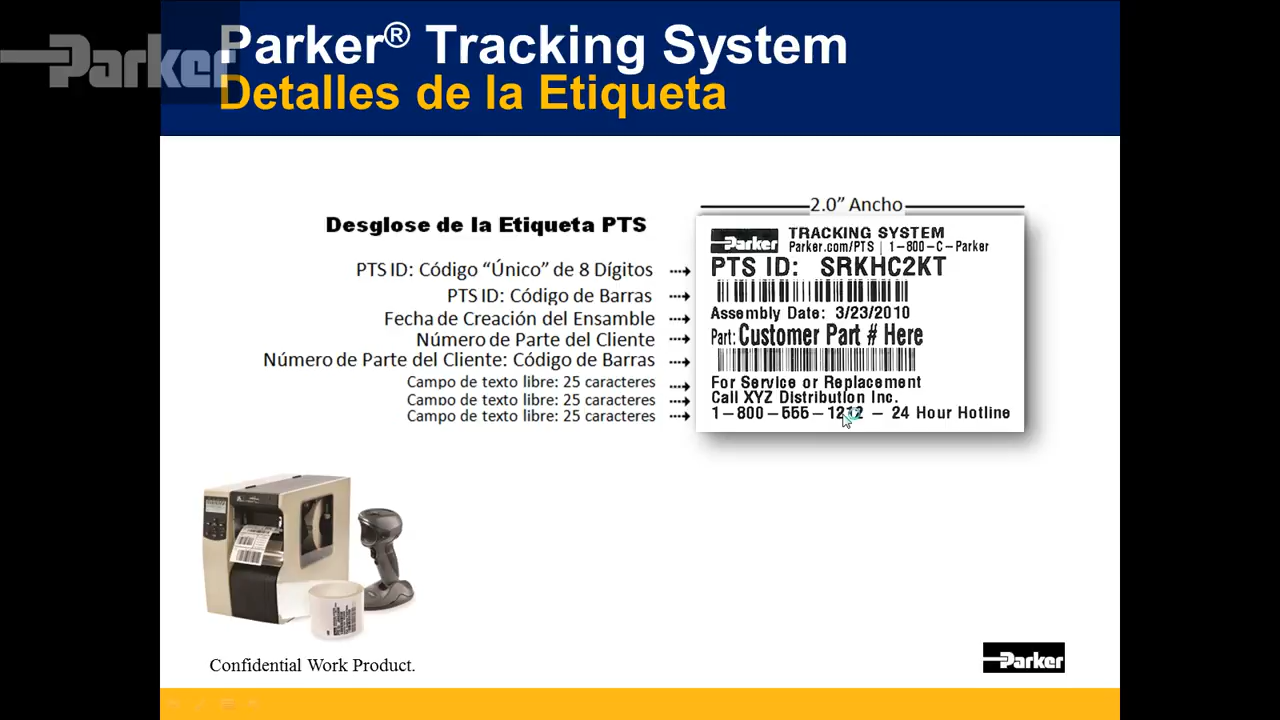 Parker
Parker® Tracking System
Detalles de la Etiqueta
2.0” Ancho
Desglose de la Etiqueta PTS
PTS ID: Código “Único” de 8 Dígitos
PTS ID: Código de Barras
Fecha de Creación del Ensamble
Número de Parte del Cliente
Número de Parte del Cliente: Código de Barras
Campo de texto libre: 25 caracteres
Campo de texto libre: 25 caracteres
Campo de texto libre: 25 caracteres
Parker
TRACKING SYSTEM
Parker.com/PTS | 1-800-C-Parker
PTS ID: SRKHC2KT
Assembly Date: 3/23/2010
Part: Customer Part # Here
For Service or Replacement
Call XYZ Distribution Inc.
1-800-555-1212 - 24 Hour Hotline
Confidential Work Product.
Parker